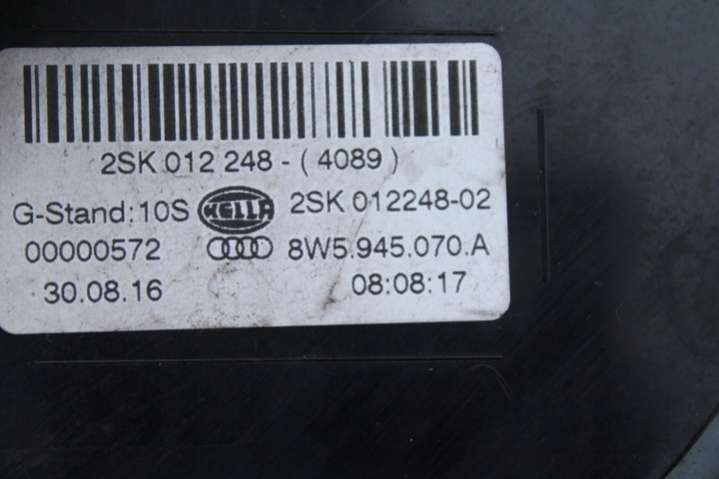 2SK 012 248 - ( 4089 )
G-Stand: 10S HELLA 2SK 012248-02
00000572 8W5.945.070.A
30.08.16 08:08:17